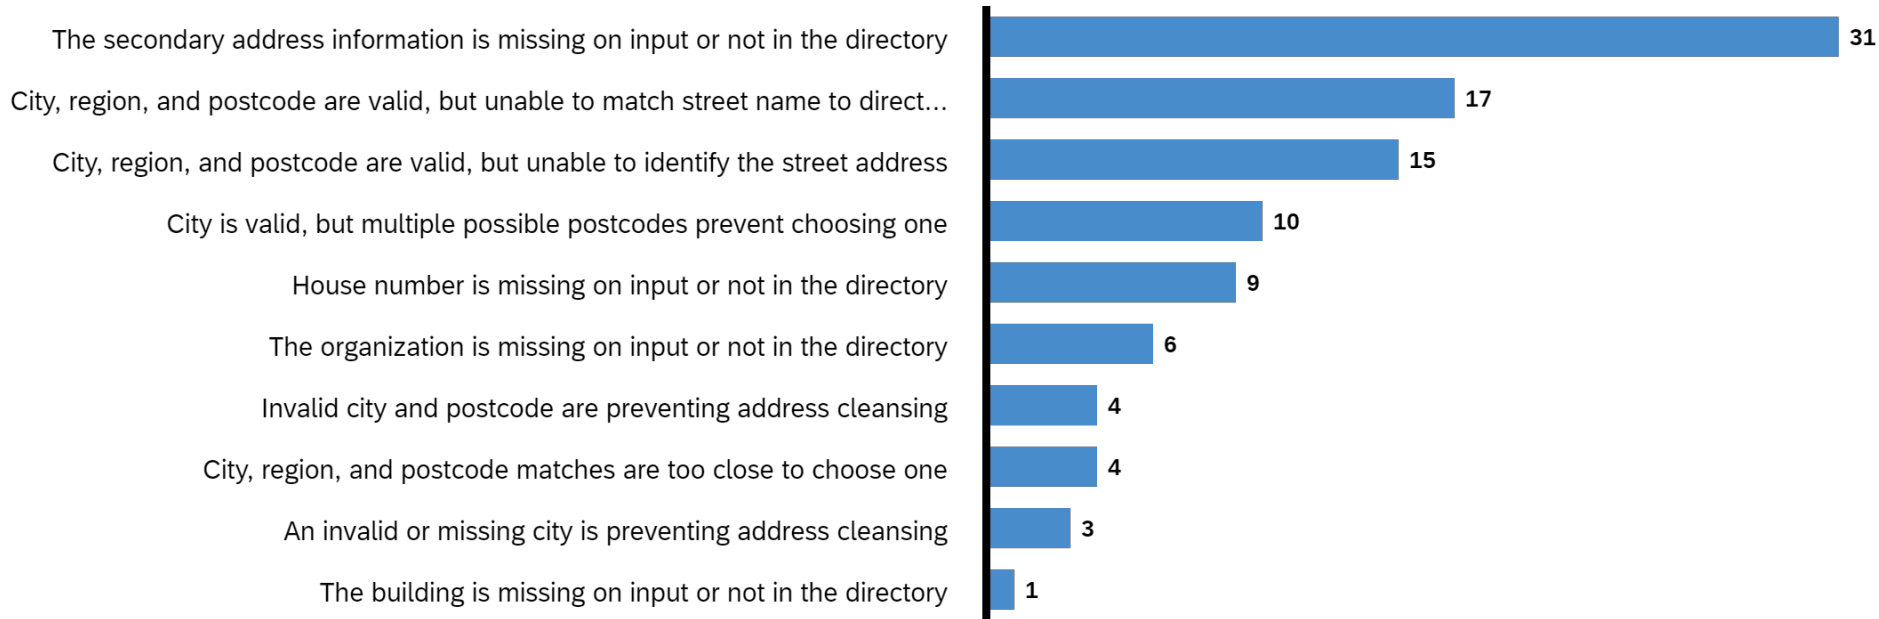 The secondary address information is missing on input or not in the directory 31
City, region, and postcode are valid, but unable to match street name to direct... 17
City, region, and postcode are valid, but unable to identify the street address 15
City is valid, but multiple possible postcodes prevent choosing one 10
House number is missing on input or not in the directory 9
The organization is missing on input or not in the directory 6
Invalid city and postcode are preventing address cleansing 4
City, region, and postcode matches are too close to choose one 4
An invalid or missing city is preventing address cleansing 3
The building is missing on input or not in the directory 1